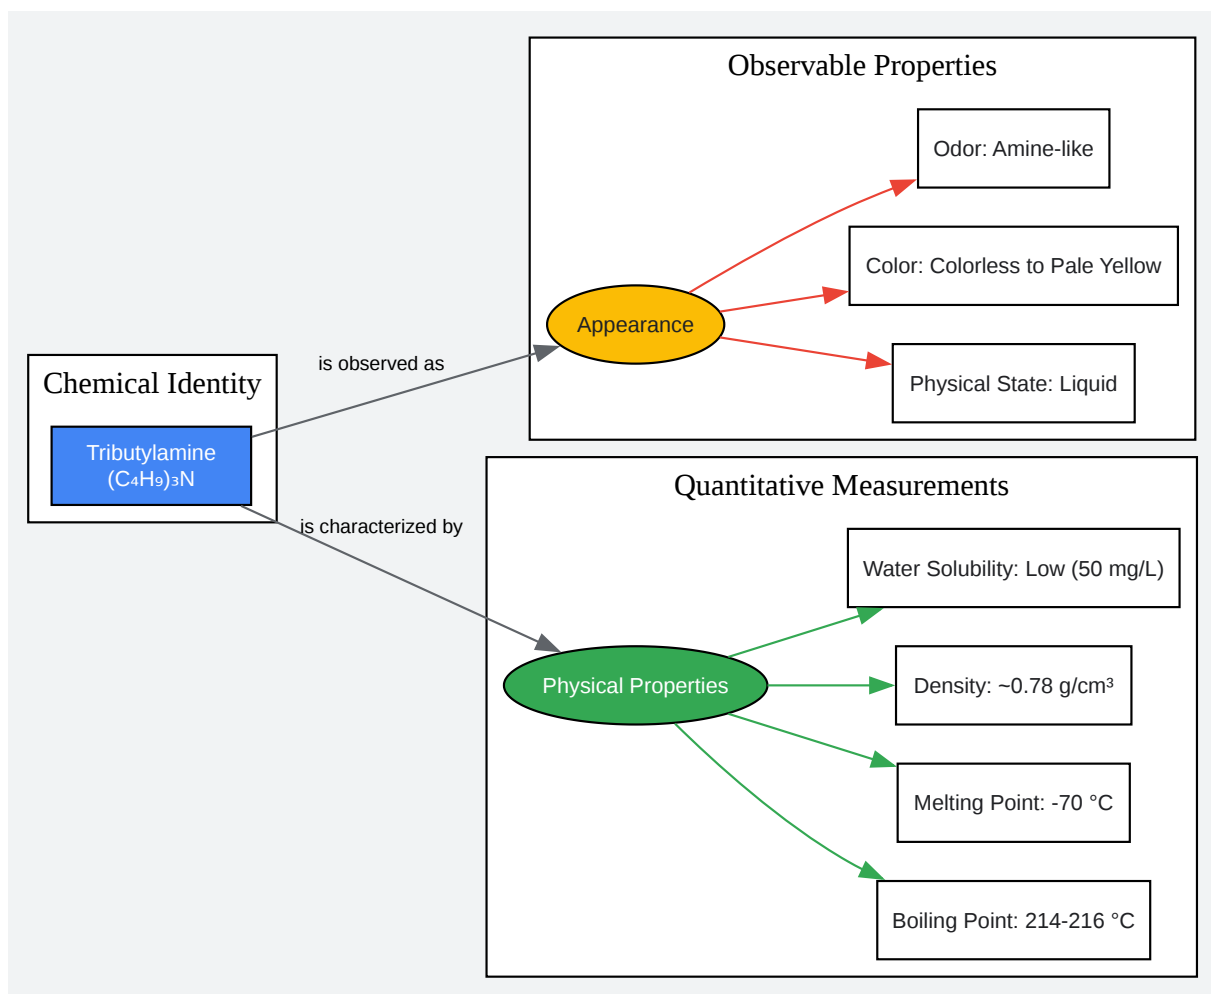 Observable Properties
Odor: Amine-like
Color: Colorless to Pale Yellow
Appearance
Physical State: Liquid
is observed as
Chemical Identity
Tributylamine
(C₄H₉)₃N
is characterized by
Quantitative Measurements
Water Solubility: Low (50 mg/L)
Physical Properties
Density: ~0.78 g/cm³
Melting Point: -70 °C
Boiling Point: 214-216 °C